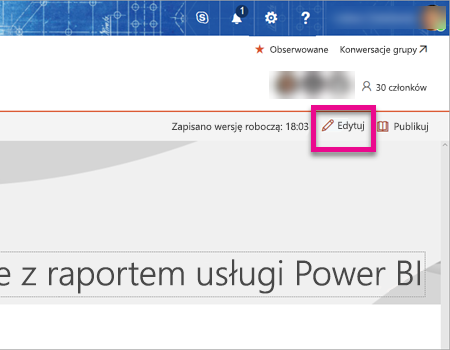 1
?
Obserwowane Konwersacje grupy
30 członków
Zapisano wersję roboczą: 18:03 Edytuj Publikuj
e z raportem usługi Power BI